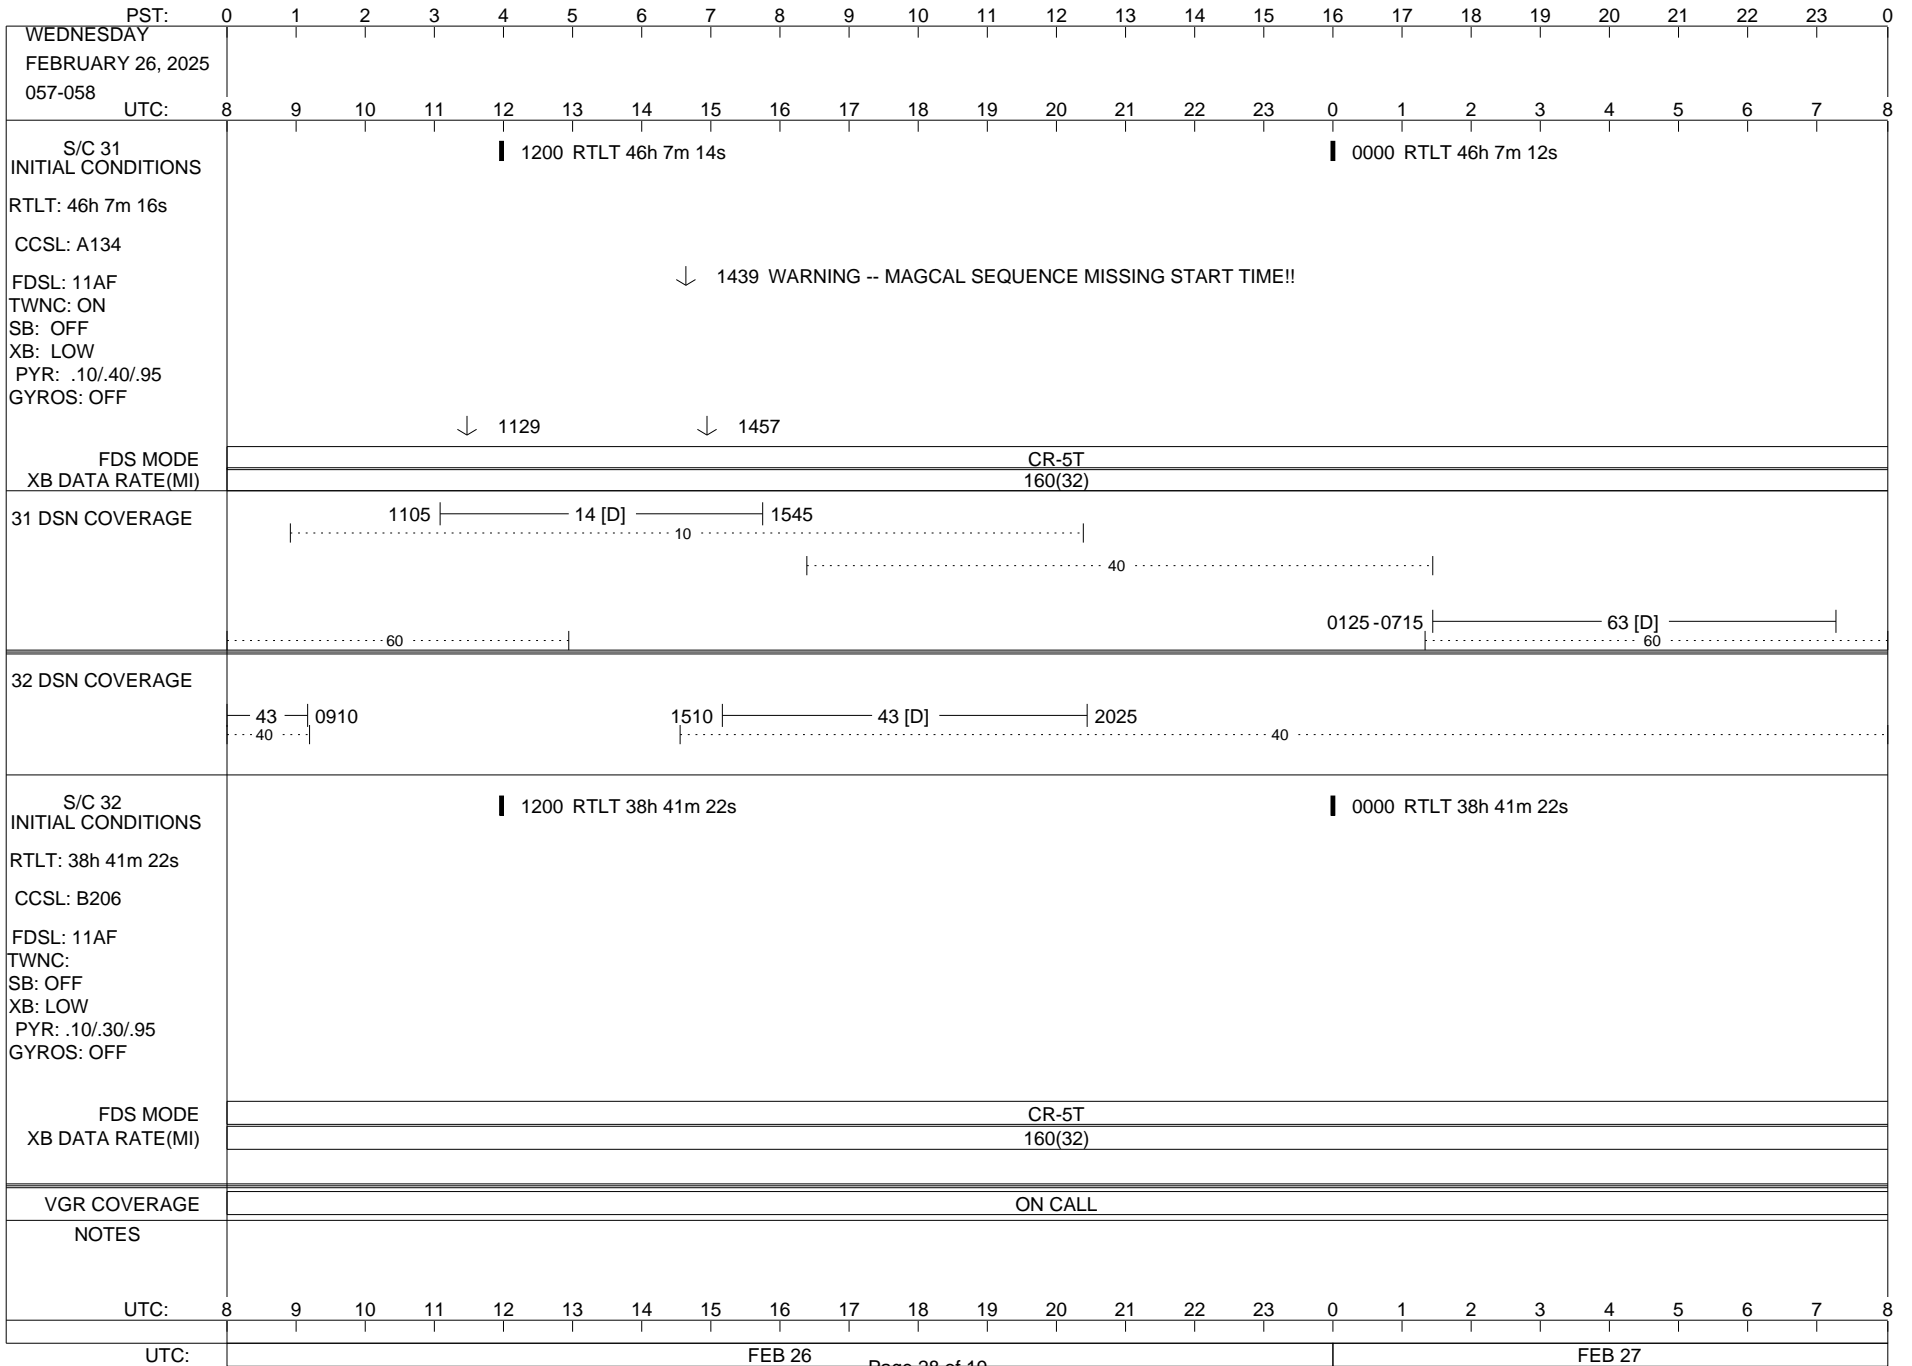 PST: 0 1 2 3 4 5 6 7 8 9 10 11 12 13 14 15 16 17 18 19 20 21 22 23 0
WEDNESDAY
FEBRUARY 26, 2025
057-058
UTC: 8 9 10 11 12 13 14 15 16 17 18 19 20 21 22 23 0 1 2 3 4 5 6 7 8
S/C 31
INITIAL CONDITIONS
1200 RTLT 46h 7m 14s
0000 RTLT 46h 7m 12s
RTLT: 46h 7m 16s
CCSL: A134
FDSL: 11AF
1439 WARNING -- MAGCAL SEQUENCE MISSING START TIME!!
TWNC: ON
SB: OFF
XB: LOW
PYR: .10/.40/.95
GYROS: OFF
1129
1457
FDS MODE CR-5T
XB DATA RATE(MI) 160(32)
31 DSN COVERAGE
1105 14 [D] 1545
10
40
0125-0715 63 [D]
60 60
32 DSN COVERAGE
43 0910 1510 43 [D] 2025
40 40
S/C 32
INITIAL CONDITIONS
1200 RTLT 38h 41m 22s
0000 RTLT 38h 41m 22s
RTLT: 38h 41m 22s
CCSL: B206
FDSL: 11AF
TWNC:
SB: OFF
XB: LOW
PYR: .10/.30/.95
GYROS: OFF
FDS MODE CR-5T
XB DATA RATE(MI) 160(32)
VGR COVERAGE ON CALL
NOTES
UTC: 8 9 10 11 12 13 14 15 16 17 18 19 20 21 22 23 0 1 2 3 4 5 6 7 8
UTC: FEB 26 FEB 27